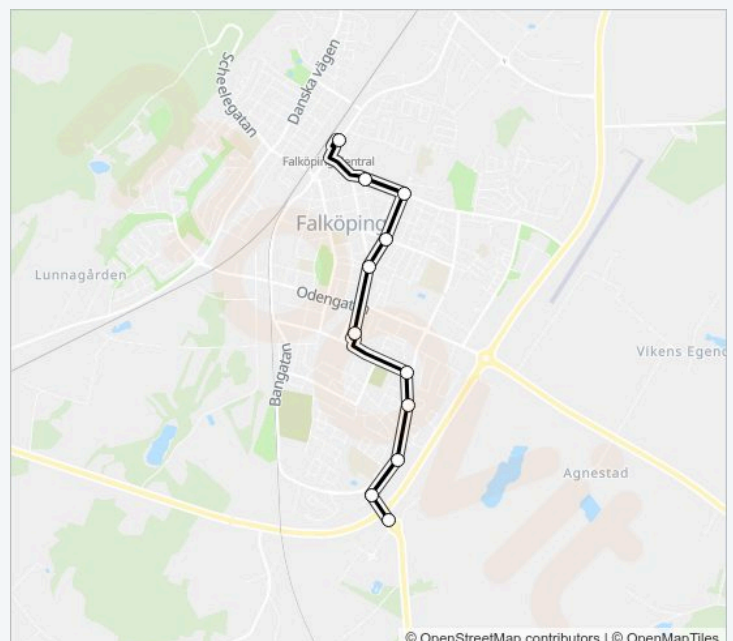 Scheelegatan
Danska vägen
Falköping Central
Falköping
Lunnagården
Odengatan
Bangatan
Vikens Egend
Agnestad
© OpenStreetMap contributors | © OpenMapTiles